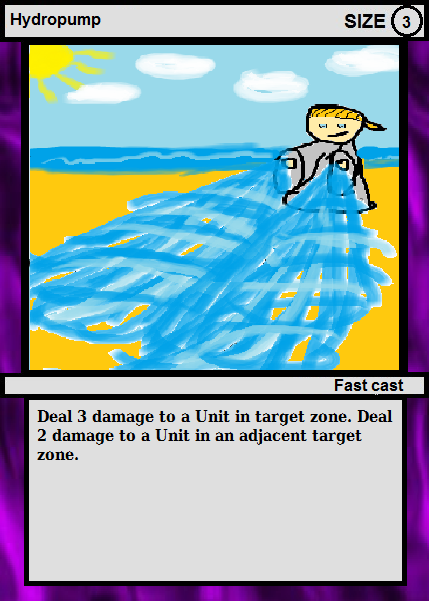 Hydropump SIZE 3
Fast cast
Deal 3 damage to a Unit in target zone. Deal
2 damage to a Unit in an adjacent target
zone.